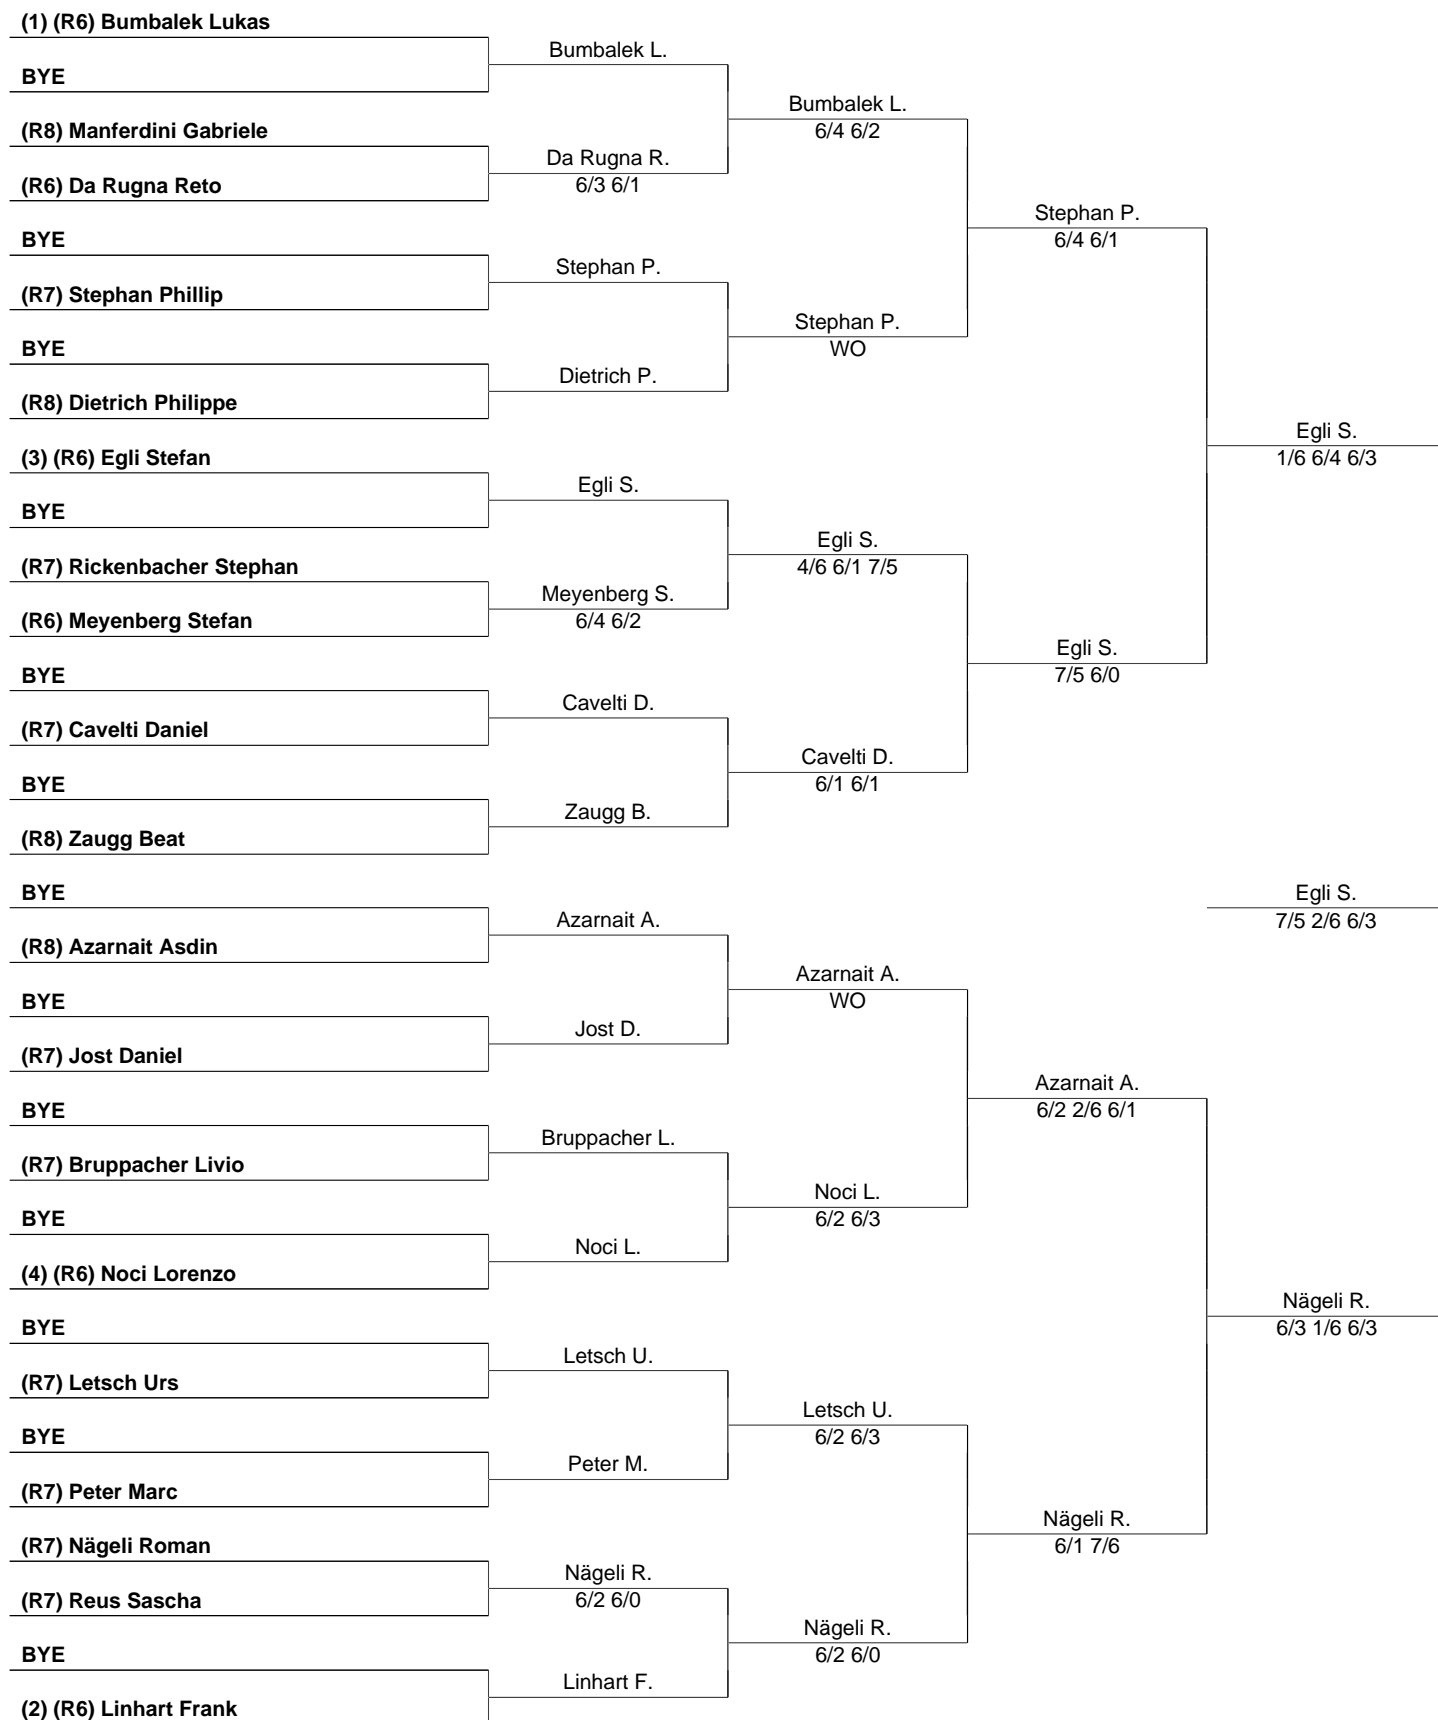 (1) (R6) Bumbalek Lukas
Bumbalek L.
BYE
Bumbalek L.
(R8) Manferdini Gabriele
6/4 6/2
Da Rugna R.
(R6) Da Rugna Reto
6/3 6/1
Stephan P.
BYE
6/4 6/1
Stephan P.
(R7) Stephan Phillip
Stephan P.
BYE
WO
Dietrich P.
(R8) Dietrich Philippe
Egli S.
(3) (R6) Egli Stefan
1/6 6/4 6/3
Egli S.
BYE
Egli S.
(R7) Rickenbacher Stephan
4/6 6/1 7/5
Meyenberg S.
(R6) Meyenberg Stefan
6/4 6/2
Egli S.
BYE
7/5 6/0
Cavelti D.
(R7) Cavelti Daniel
Cavelti D.
BYE
6/1 6/1
Zaugg B.
(R8) Zaugg Beat
BYE
Egli S.
7/5 2/6 6/3
Azarnait A.
(R8) Azarnait Asdin
Azarnait A.
BYE
WO
Jost D.
(R7) Jost Daniel
Azarnait A.
BYE
6/2 2/6 6/1
Bruppacher L.
(R7) Bruppacher Livio
Noci L.
BYE
6/2 6/3
Noci L.
(4) (R6) Noci Lorenzo
Nägeli R.
BYE
6/3 1/6 6/3
Letsch U.
(R7) Letsch Urs
Letsch U.
BYE
6/2 6/3
Peter M.
(R7) Peter Marc
Nägeli R.
(R7) Nägeli Roman
6/1 7/6
Nägeli R.
(R7) Reus Sascha
6/2 6/0
Nägeli R.
BYE
6/2 6/0
Linhart F.
(2) (R6) Linhart Frank